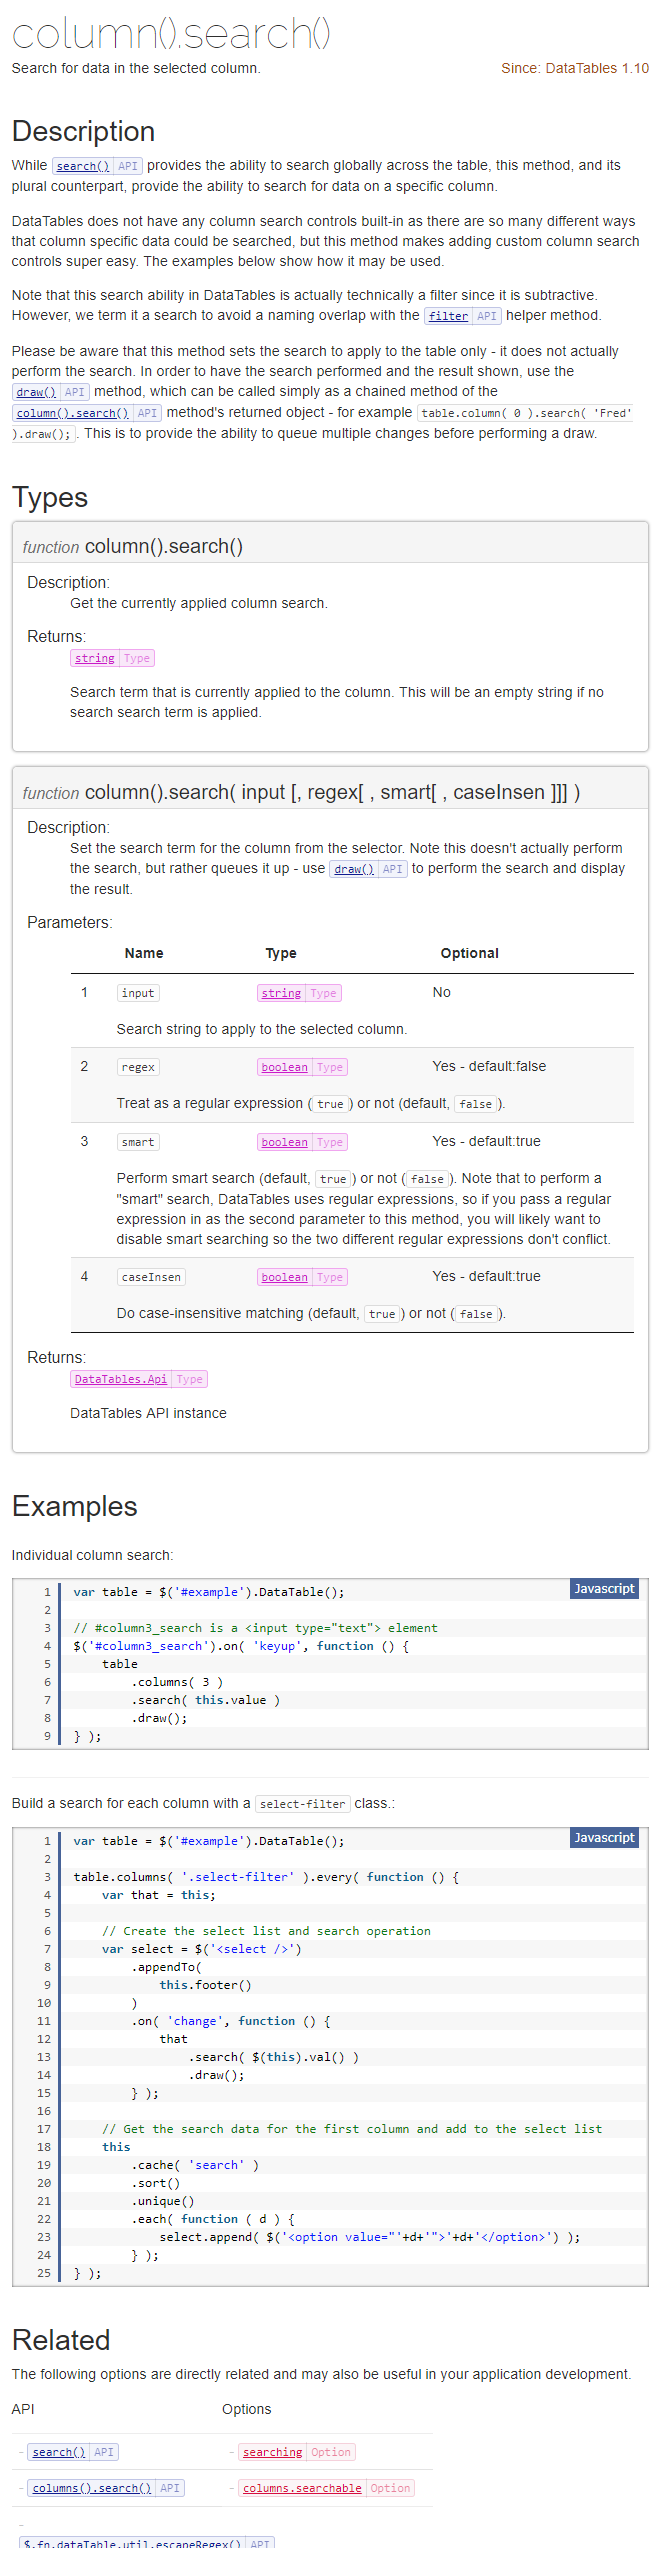 column().search()
Search for data in the selected column.
Since: DataTables 1.10
Description
While search() API provides the ability to search globally across the table, this method, and its
plural counterpart, provide the ability to search for data on a specific column.
DataTables does not have any column search controls built-in as there are so many different ways
that column specific data could be searched, but this method makes adding custom column search
controls super easy. The examples below show how it may be used.
Note that this search ability in DataTables is actually technically a filter since it is subtractive.
However, we term it a search to avoid a naming overlap with the filter API helper method.
Please be aware that this method sets the search to apply to the table only - it does not actually
perform the search. In order to have the search performed and the result shown, use the
draw() API method, which can be called simply as a chained method of the
column().search() API method's returned object - for example table.column( 0 ).search( 'Fred'
).draw();. This is to provide the ability to queue multiple changes before performing a draw.
Types
function column().search()
Description:
Get the currently applied column search.
Returns:
string Type
Search term that is currently applied to the column. This will be an empty string if no
search search term is applied.
function column().search( input [, regex[ , smart[ , caseInsen ]]] )
Description:
Set the search term for the column from the selector. Note this doesn't actually perform
the search, but rather queues it up - use draw() API to perform the search and display
the result.
Parameters:
Name Type Optional
1 input string Type No
Search string to apply to the selected column.
2 regex boolean Type Yes - default:false
Treat as a regular expression (true) or not (default, false).
3 smart boolean Type Yes - default:true
Perform smart search (default, true) or not (false). Note that to perform a
"smart" search, DataTables uses regular expressions, so if you pass a regular
expression in as the second parameter to this method, you will likely want to
disable smart searching so the two different regular expressions don't conflict.
4 caseInsen boolean Type Yes - default:true
Do case-insensitive matching (default, true) or not (false).
Returns:
DataTables.Api Type
DataTables API instance
Examples
Individual column search:
Javascript
1 var table = $('#example').DataTable();
2
3 // #column3_search is a <input type="text"> element
4 $('#column3_search').on( 'keyup', function () {
5 table
6 .columns( 3 )
7 .search( this.value )
8 .draw();
9 } );
Build a search for each column with a select-filter class.:
Javascript
1 var table = $('#example').DataTable();
2
3 table.columns( '.select-filter' ).every( function () {
4 var that = this;
5
6 // Create the select list and search operation
7 var select = $('<select />')
8 .appendTo(
9 this.footer()
10 )
11 .on( 'change', function () {
12 that
13 .search( $(this).val() )
14 .draw();
15 } );
16
17 // Get the search data for the first column and add to the select list
18 this
19 .cache( 'search' )
20 .sort()
21 .unique()
22 .each( function ( d ) {
23 select.append( $('<option value="'+d+'">'+d+'</option>') );
24 } );
25 } );
Related
The following options are directly related and may also be useful in your application development.
API Options
- search() API - searching Option
- columns().search() API - columns.searchable Option
-
$.fn.dataTable.util.escapeRegex() API